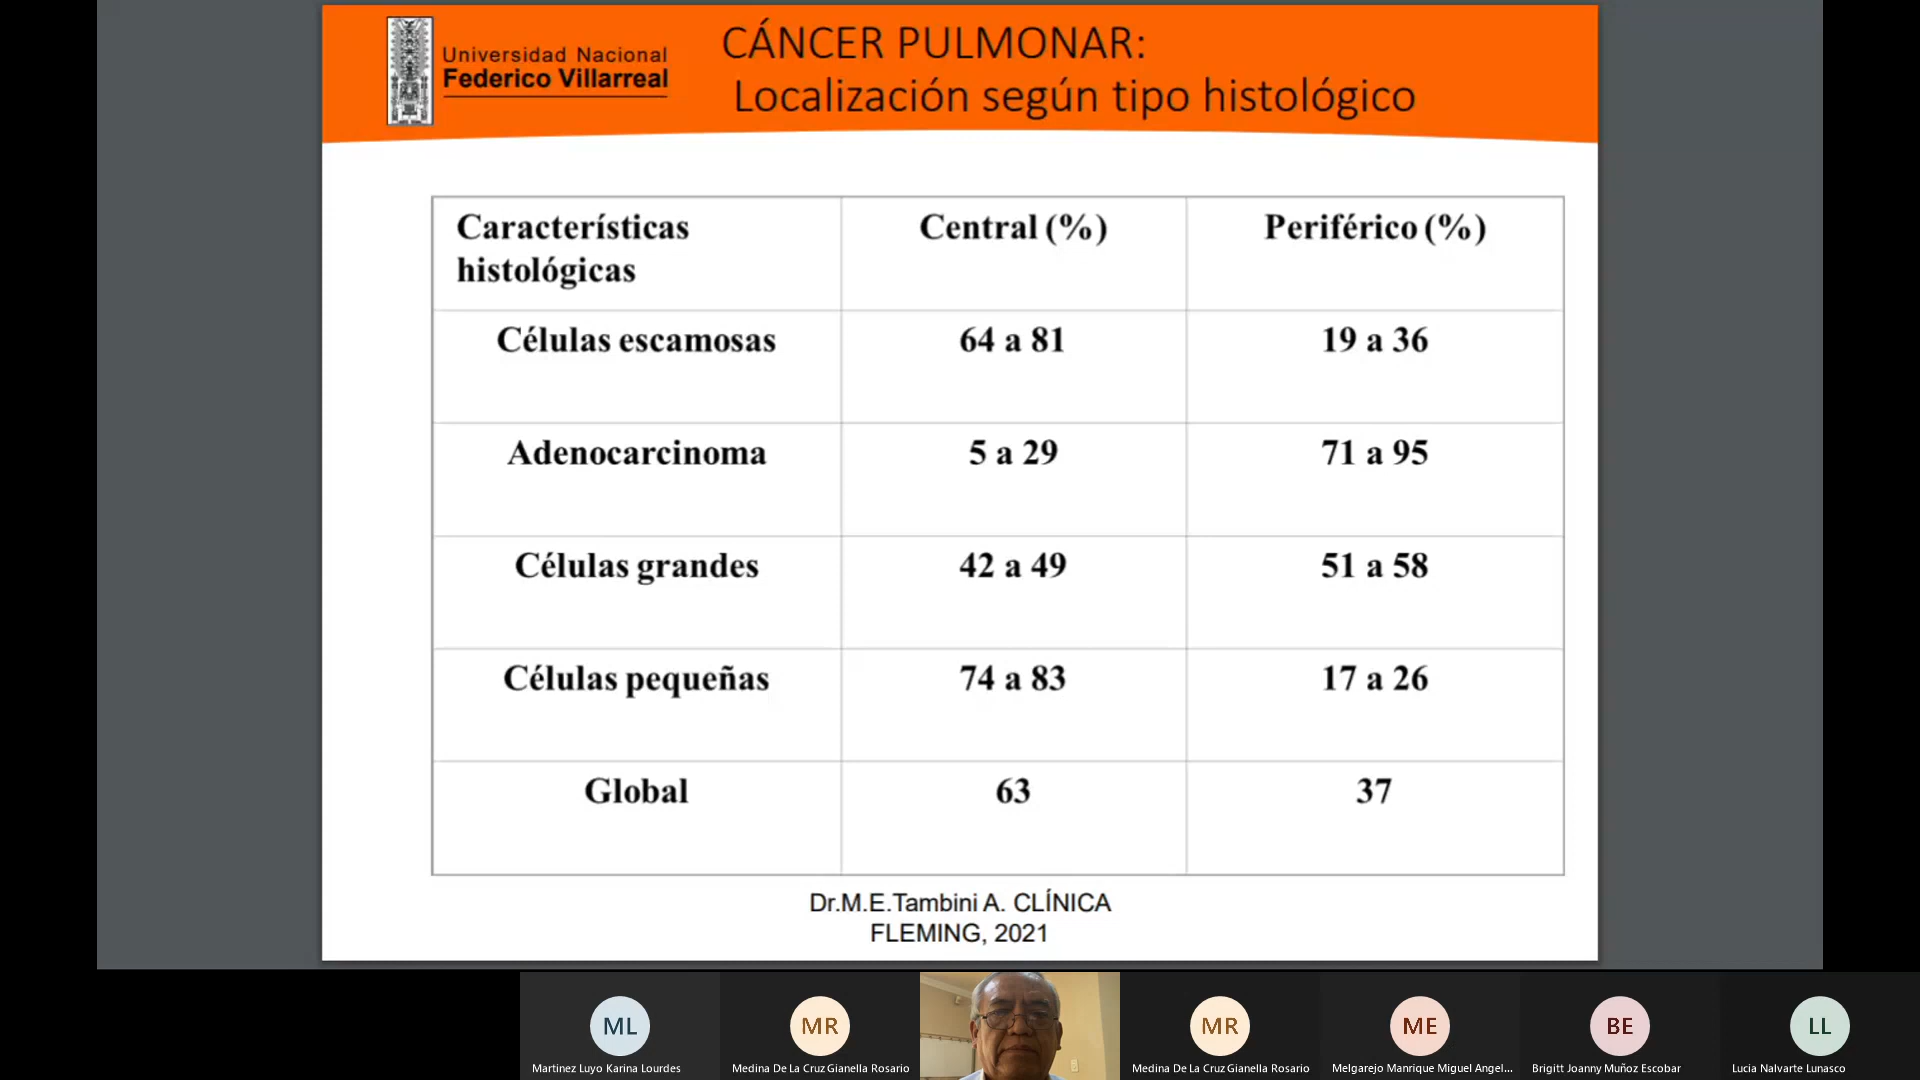 Universidad Nacional
Federico Villarreal
CÁNCER PULMONAR:
Localización según tipo histológico
Características histológicas	Central (%)	Periférico (%)
Células escamosas	64 a 81	19 a 36
Adenocarcinoma	5 a 29	71 a 95
Células grandes	42 a 49	51 a 58
Células pequeñas	74 a 83	17 a 26
Global	63	37
Dr.M.E.Tambini A. CLÍNICA
FLEMING, 2021
ML
MR
MR
ME
BE
LL
Martinez Luyo Karina Lourdes
Medina De La Cruz Gianella Rosario
Medina De La Cruz Gianella Rosario
Melgarejo Manrique Miguel Angel...
Brigitt Joanny Muñoz Escobar
Lucia Nalvarte Lunasco